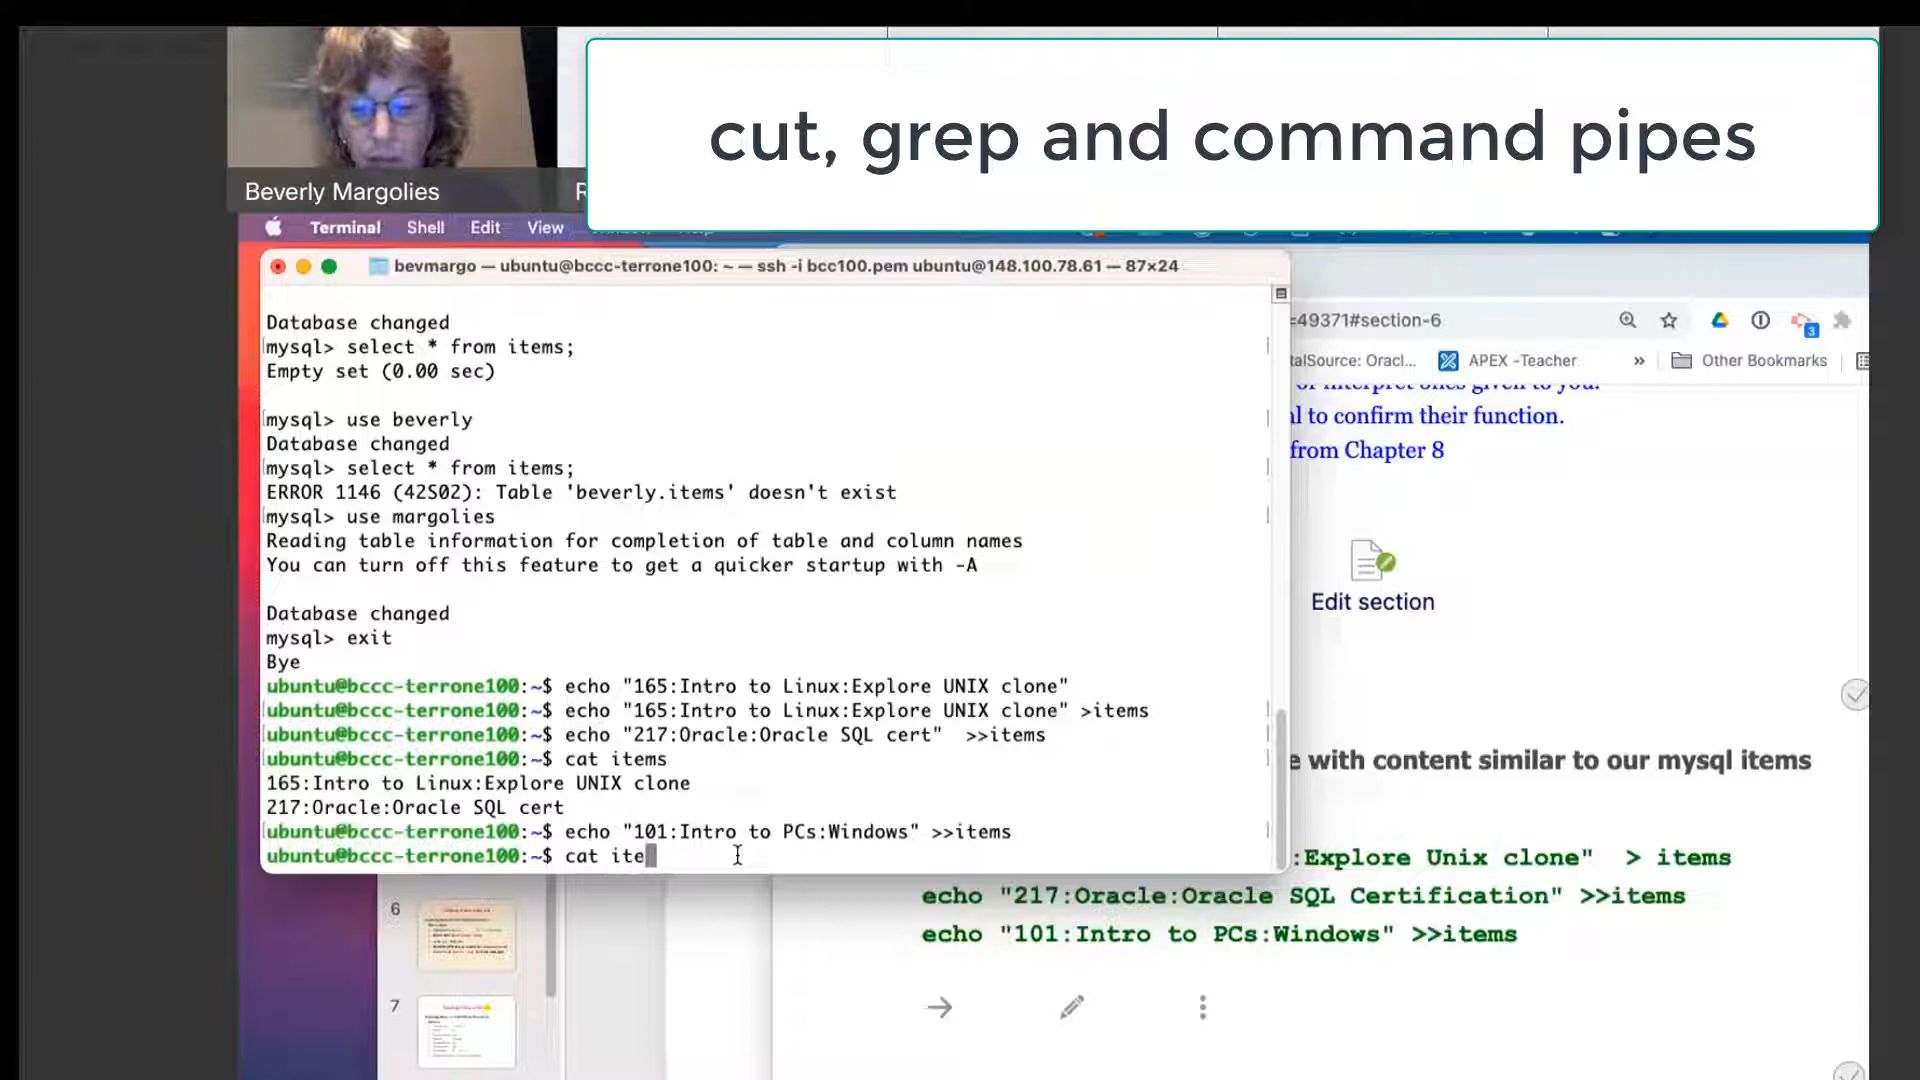 cut, grep and command pipes
Beverly Margolies
Terminal Shell Edit View
bevmargo — ubuntu@bccc-terrone100: ~ — ssh -i bcc100.pem ubuntu@148.100.78.61 — 87×24
Database changed
mysql> select * from items;
Empty set (0.00 sec)
mysql> use beverly
Database changed
mysql> select * from items;
ERROR 1146 (42S02): Table 'beverly.items' doesn't exist
mysql> use margolies
Reading table information for completion of table and column names
You can turn off this feature to get a quicker startup with -A
Database changed
mysql> exit
Bye
ubuntu@bccc-terrone100:~$ echo "165:Intro to Linux:Explore UNIX clone"
ubuntu@bccc-terrone100:~$ echo "165:Intro to Linux:Explore UNIX clone" >items
ubuntu@bccc-terrone100:~$ echo "217:Oracle:Oracle SQL cert"  >>items
ubuntu@bccc-terrone100:~$ cat items
165:Intro to Linux:Explore UNIX clone
217:Oracle:Oracle SQL cert
ubuntu@bccc-terrone100:~$ echo "101:Intro to PCs:Windows" >>items
ubuntu@bccc-terrone100:~$ cat ite
=49371#section-6
3
talSource: Oracl... APEX -Teacher » Other Bookmarks
or interpret ones given to you.
al to confirm their function.
from Chapter 8
Edit section
e with content similar to our mysql items
:Explore Unix clone"  > items
echo "217:Oracle:Oracle SQL Certification" >>items
echo "101:Intro to PCs:Windows" >>items
6
7